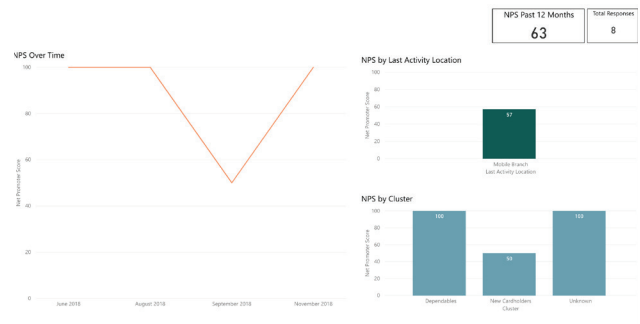 NPS Past 12 Months
63
Total Responses
8
NPS Over Time
100
80
60
40
20
0
Net Promoter Score
June 2018
August 2018
September 2018
November 2018
NPS by Last Activity Location
100
80
60
40
20
0
Net Promoter Score
57
Mobile Branch
Last Activity Location
NPS by Cluster
100
80
60
40
20
0
Net Promoter Score
100
50
100
Dependables
New Cardholders
Unknown
Cluster